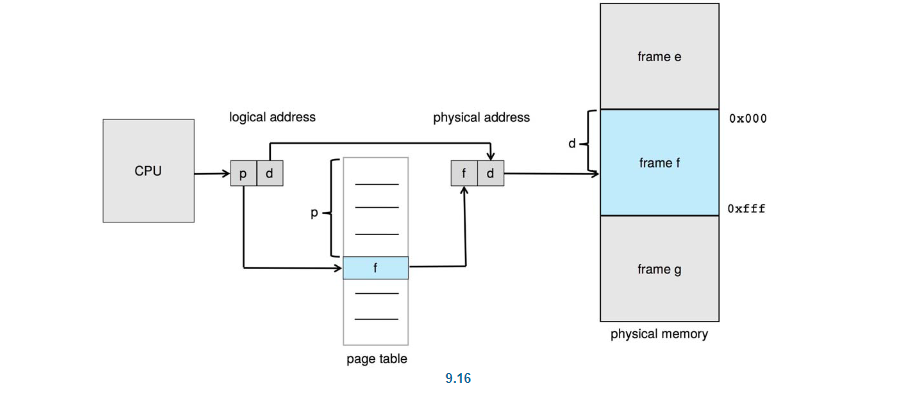 frame e
logical address
physical address
0x000
d
CPU
p
d
f
d
frame f
p
0xfff
f
frame g
physical memory
page table
9.16